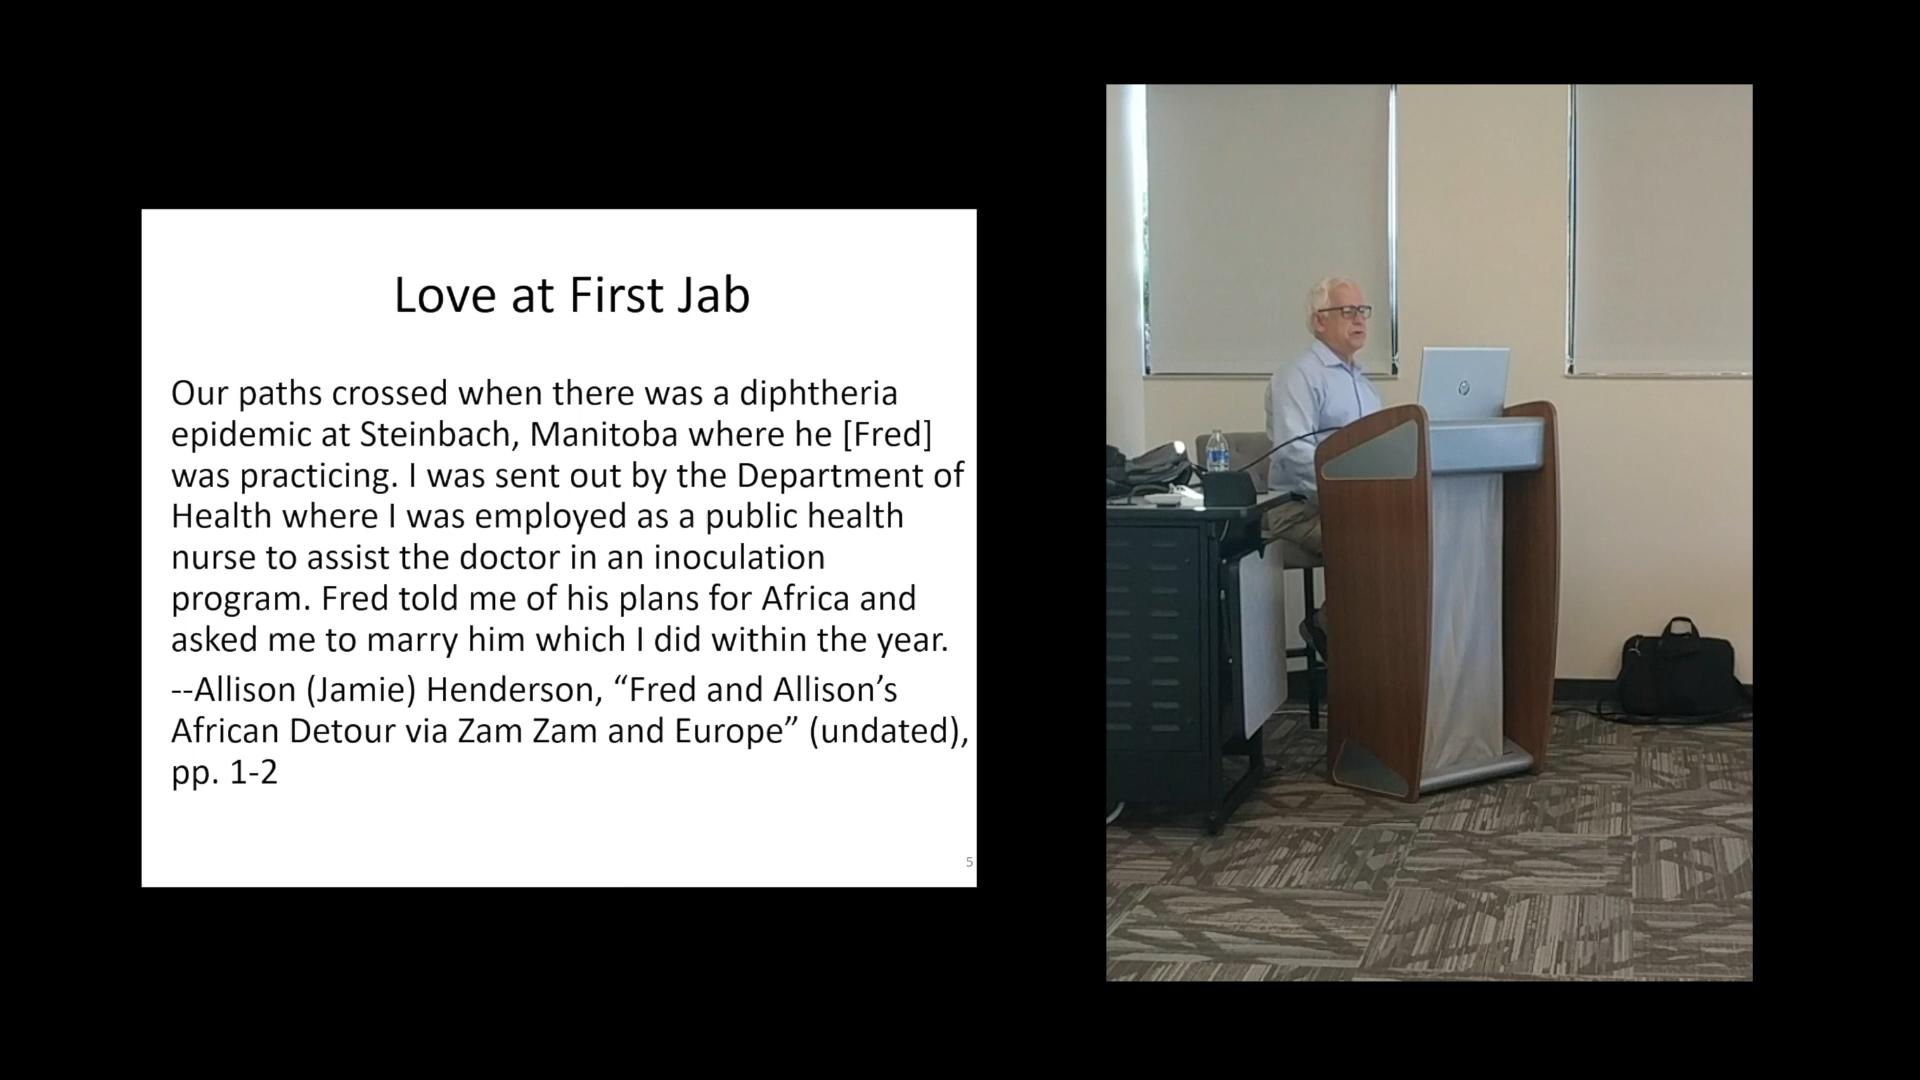 Love at First Jab
Our paths crossed when there was a diphtheria
epidemic at Steinbach, Manitoba where he [Fred]
was practicing. I was sent out by the Department of
Health where I was employed as a public health
nurse to assist the doctor in an inoculation
program. Fred told me of his plans for Africa and
asked me to marry him which I did within the year.
--Allison (Jamie) Henderson, “Fred and Allison’s
African Detour via Zam Zam and Europe” (undated),
pp. 1-2
5